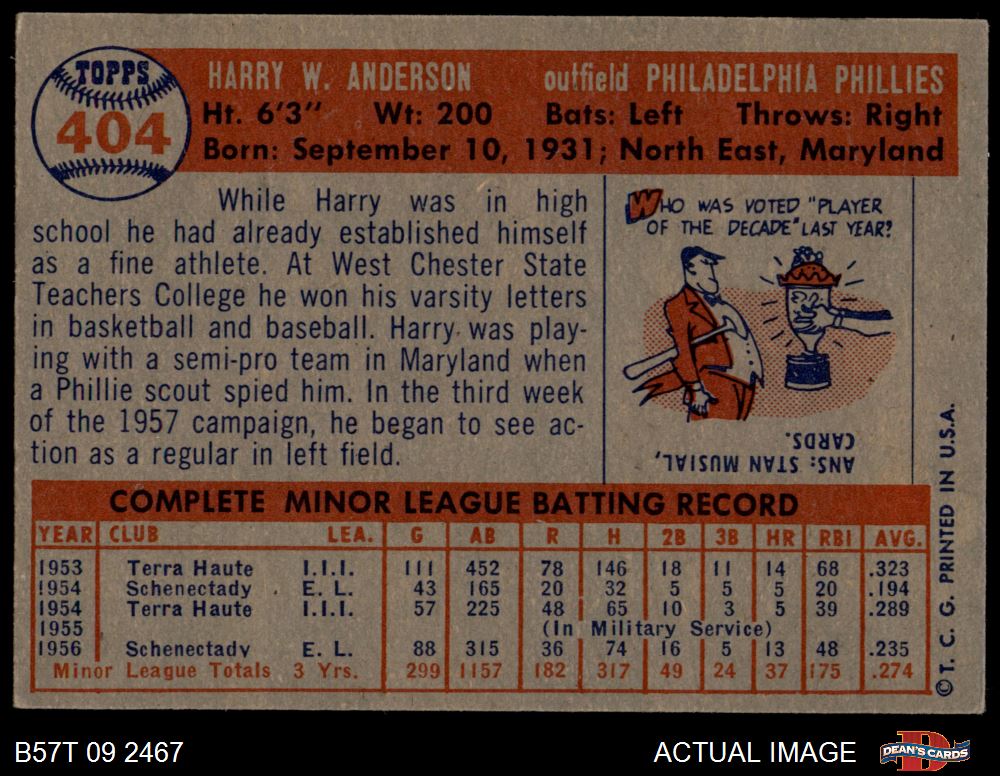 TOPPS
404
HARRY W. ANDERSON outfield PHILADELPHIA PHILLIES
Ht. 6'3" Wt: 200 Bats: Left Throws: Right
Born: September 10, 1931; North East, Maryland
While Harry was in high
school he had already established himself
as a fine athlete. At West Chester State
Teachers College he won his varsity letters
in basketball and baseball. Harry was play-
ing with a semi-pro team in Maryland when
a Phillie scout spied him. In the third week
of the 1957 campaign, he began to see ac-
tion as a regular in left field.
WHO WAS VOTED "PLAYER
OF THE DECADE" LAST YEAR?
ANS: STAN MUSIAL,
CARDS.
COMPLETE MINOR LEAGUE BATTING RECORD
YEAR CLUB LEA. G AB R H 2B 3B HR RBI AVG.
1953 Terra Haute I.I.I. 111 452 78 146 18 11 14 68 .323
1954 Schenectady E. L. 43 165 20 32 5 5 5 20 .194
1954 Terra Haute I.I.I. 57 225 48 65 10 3 5 39 .289
1955 (In Military Service)
1956 Schenectady E. L. 88 315 36 74 16 5 13 48 .235
Minor League Totals 3 Yrs. 299 1157 182 317 49 24 37 175 .274
© T. C. G. PRINTED IN U.S.A.
B57T 09 2467 ACTUAL IMAGE
D
DEAN'S CARDS